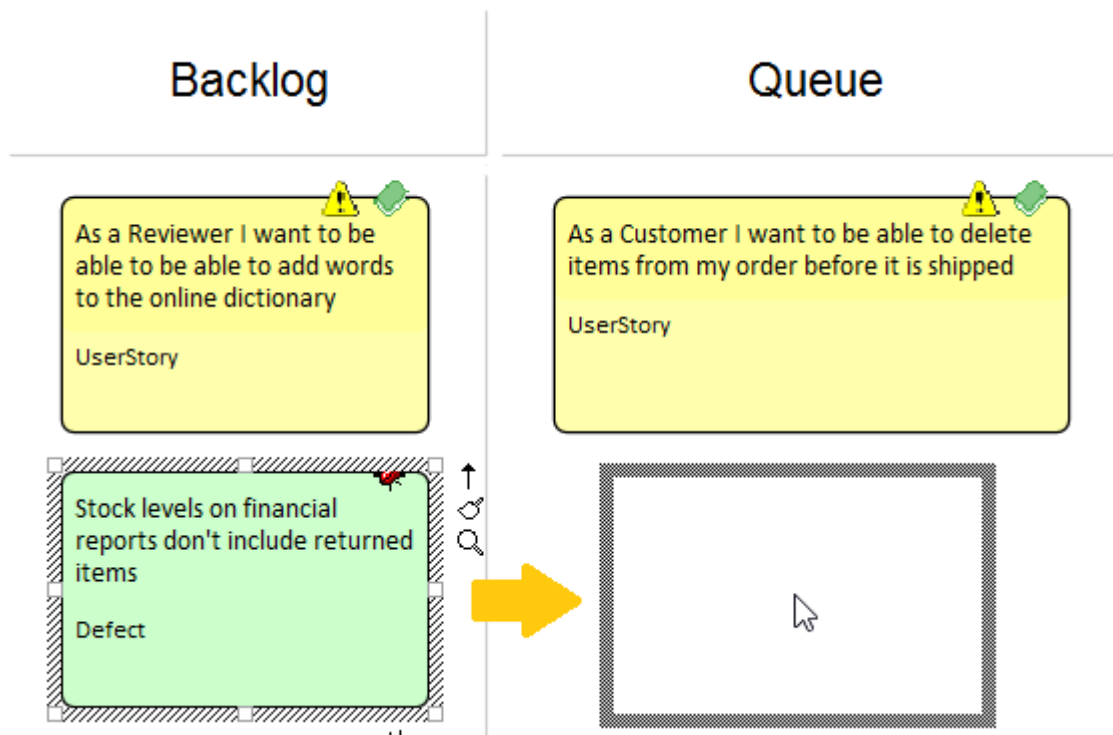 Backlog
Queue
As a Reviewer I want to be
able to be able to add words
to the online dictionary
UserStory
As a Customer I want to be able to delete
items from my order before it is shipped
UserStory
Stock levels on financial
reports don't include returned
items
Defect